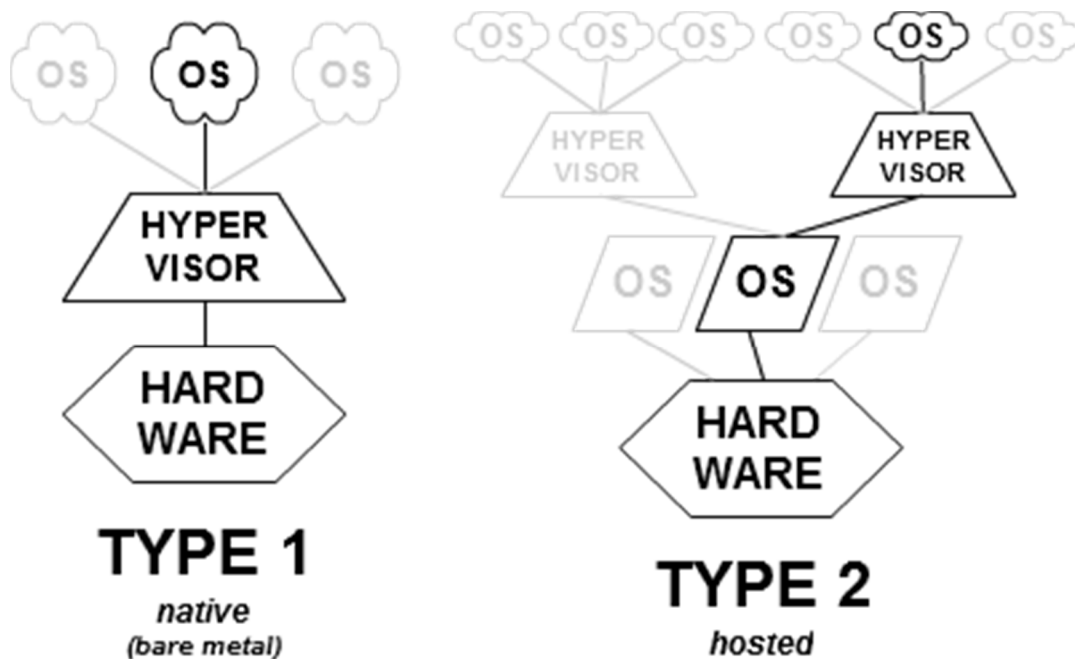 OS OS OS
HYPER
VISOR
HARD
WARE
TYPE 1
native
(bare metal)
OS OS OS OS OS OS
HYPER
VISOR
HYPER
VISOR
OS OS OS
HARD
WARE
TYPE 2
hosted